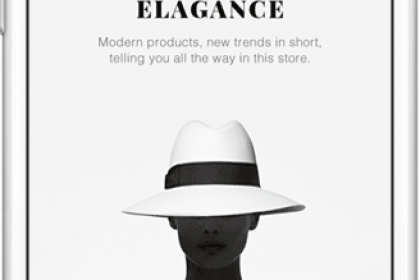 ELAGANCE
Modern products, new trends in short,
telling you all the way in this store.